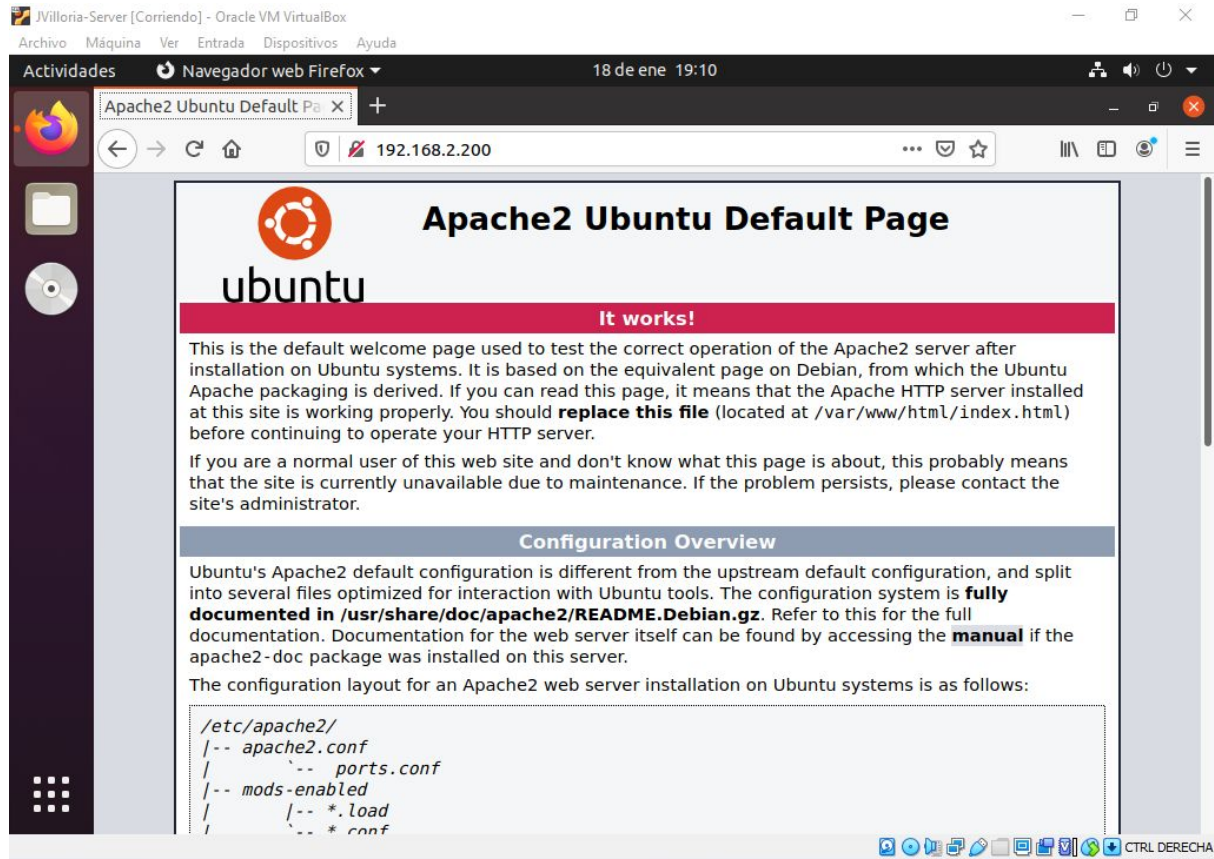 JVilloria-Server [Corriendo] - Oracle VM VirtualBox
Archivo Máquina Ver Entrada Dispositivos Ayuda
Actividades Navegador web Firefox 18 de ene 19:10
Apache2 Ubuntu Default Pa
192.168.2.200
ubuntu
Apache2 Ubuntu Default Page
It works!
This is the default welcome page used to test the correct operation of the Apache2 server after
installation on Ubuntu systems. It is based on the equivalent page on Debian, from which the Ubuntu
Apache packaging is derived. If you can read this page, it means that the Apache HTTP server installed
at this site is working properly. You should replace this file (located at /var/www/html/index.html)
before continuing to operate your HTTP server.
If you are a normal user of this web site and don't know what this page is about, this probably means
that the site is currently unavailable due to maintenance. If the problem persists, please contact the
site's administrator.
Configuration Overview
Ubuntu's Apache2 default configuration is different from the upstream default configuration, and split
into several files optimized for interaction with Ubuntu tools. The configuration system is fully
documented in /usr/share/doc/apache2/README.Debian.gz. Refer to this for the full
documentation. Documentation for the web server itself can be found by accessing the manual if the
apache2-doc package was installed on this server.
The configuration layout for an Apache2 web server installation on Ubuntu systems is as follows:
/etc/apache2/
|-- apache2.conf
|       `--  ports.conf
|-- mods-enabled
|       |-- *.load
|       `-- *.conf
CTRL DERECHA